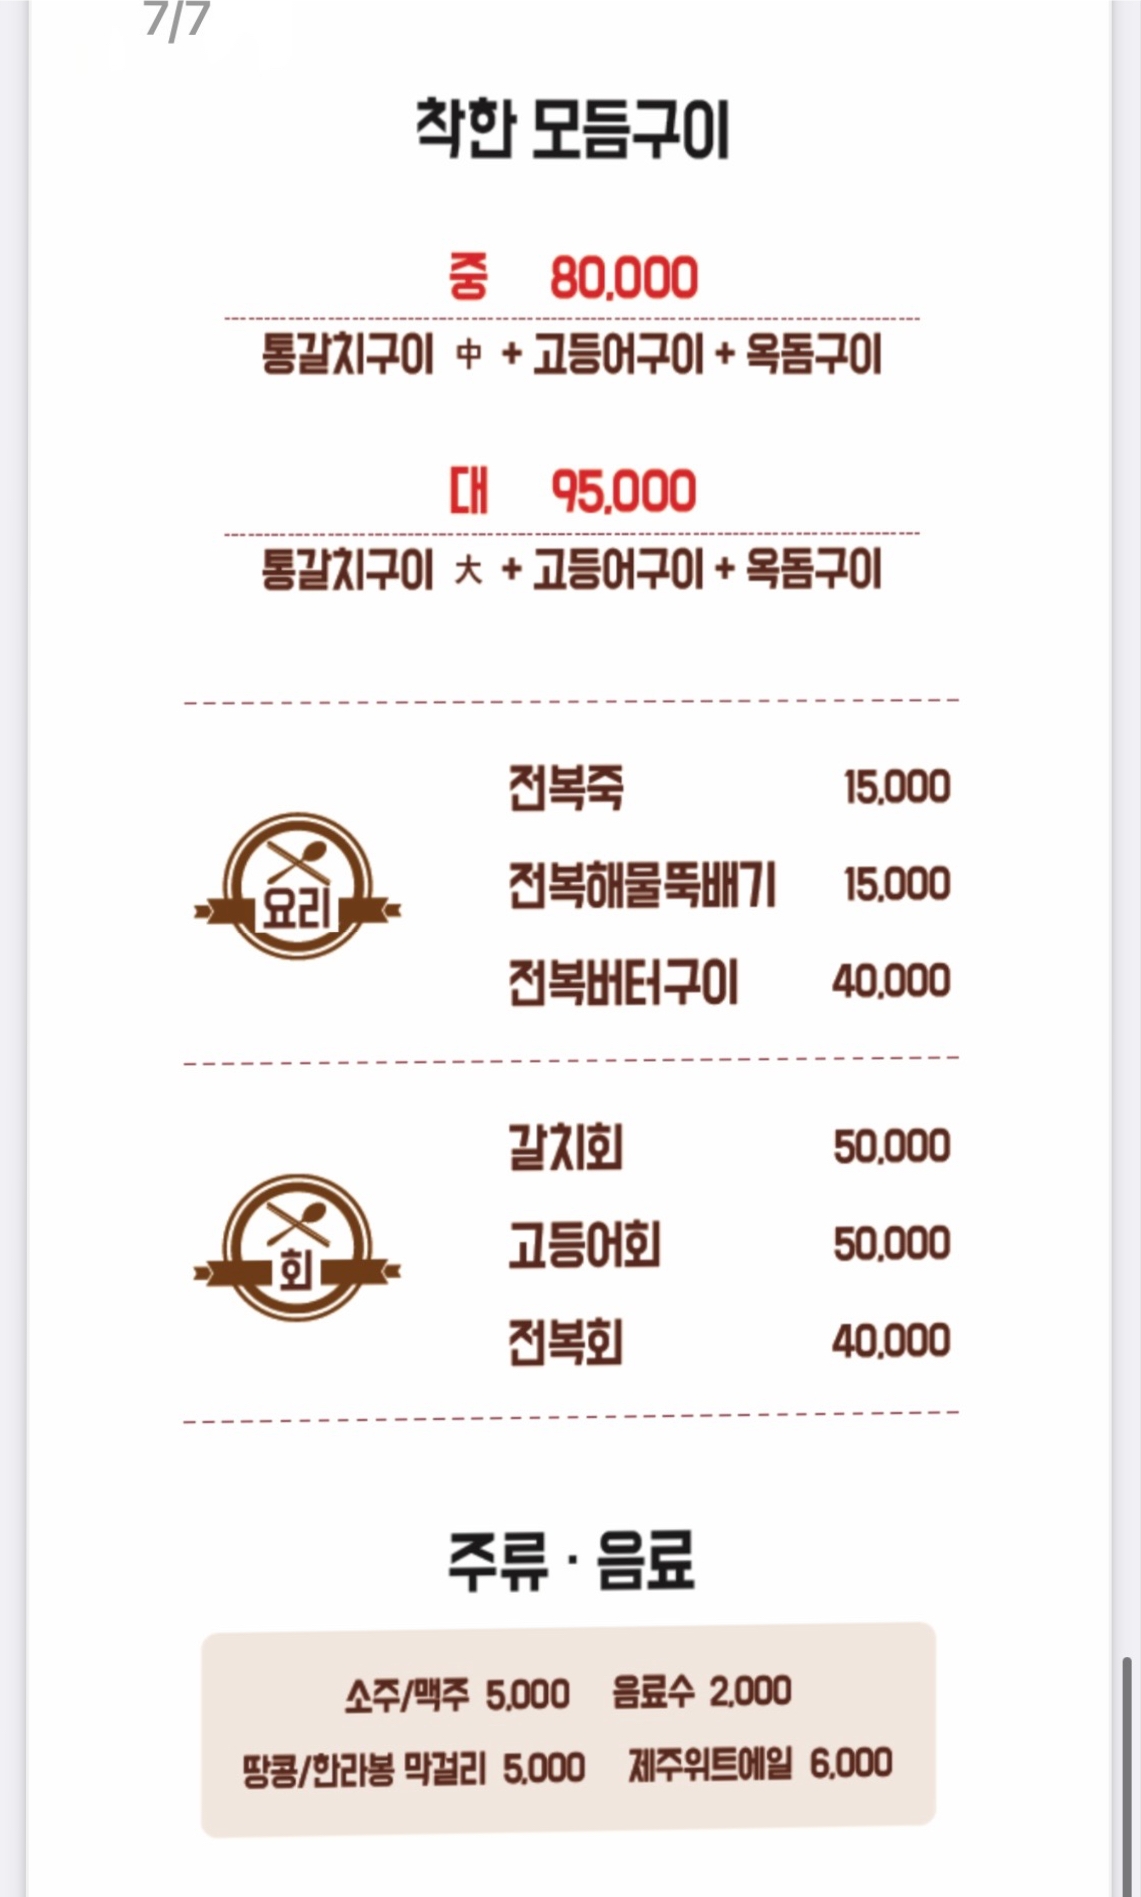 7/7
착한 모듬구이
중 80,000
통갈치구이 中 + 고등어구이 + 옥돔구이
대 95,000
통갈치구이 大 + 고등어구이 + 옥돔구이
요리
전복죽 15,000
전복해물뚝배기 15,000
전복버터구이 40,000
회
갈치회 50,000
고등어회 50,000
전복회 40,000
주류 · 음료
소주/맥주 5,000 음료수 2,000
땅콩/한라봉 막걸리 5,000 제주위트에일 6,000